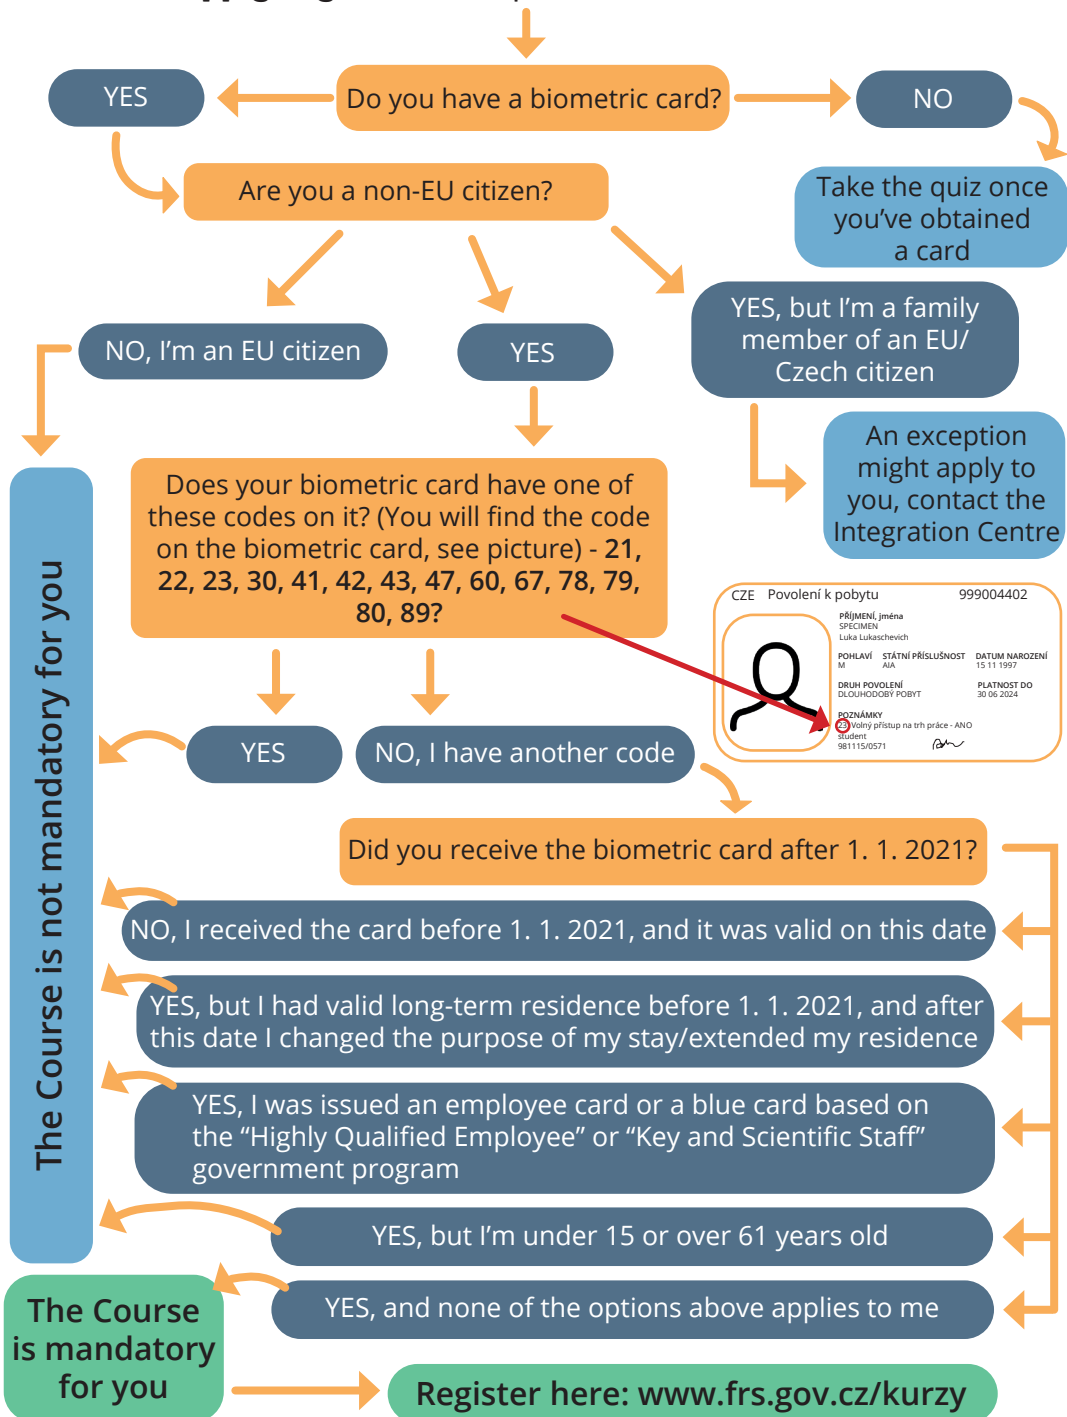 Do you have a biometric card?
YES
NO
Are you a non-EU citizen?
Take the quiz once
you've obtained
a card
NO, I'm an EU citizen
YES
YES, but I'm a family
member of an EU/
Czech citizen
An exception
might apply to
you, contact the
Integration Centre
Does your biometric card have one of
these codes on it? (You will find the code
on the biometric card, see picture) - 21,
22, 23, 30, 41, 42, 43, 47, 60, 67, 78, 79,
80, 89?
CZE Povolení k pobytu 999004402
PŘÍJMENÍ, jména
SPECIMEN
Luka Lukaschevich
POHLAVÍ STÁTNÍ PŘÍSLUŠNOST DATUM NAROZENÍ
M AIA 15 11 1997
DRUH POVOLENÍ PLATNOST DO
DLOUHODOBÝ POBYT 30 06 2024
POZNÁMKY
23 Volný přístup na trh práce - ANO
student
981115/0571
YES
NO, I have another code
The Course is not mandatory for you
Did you receive the biometric card after 1. 1. 2021?
NO, I received the card before 1. 1. 2021, and it was valid on this date
YES, but I had valid long-term residence before 1. 1. 2021, and after
this date I changed the purpose of my stay/extended my residence
YES, I was issued an employee card or a blue card based on
the “Highly Qualified Employee” or “Key and Scientific Staff”
government program
YES, but I'm under 15 or over 61 years old
YES, and none of the options above applies to me
The Course
is mandatory
for you
Register here: www.frs.gov.cz/kurzy